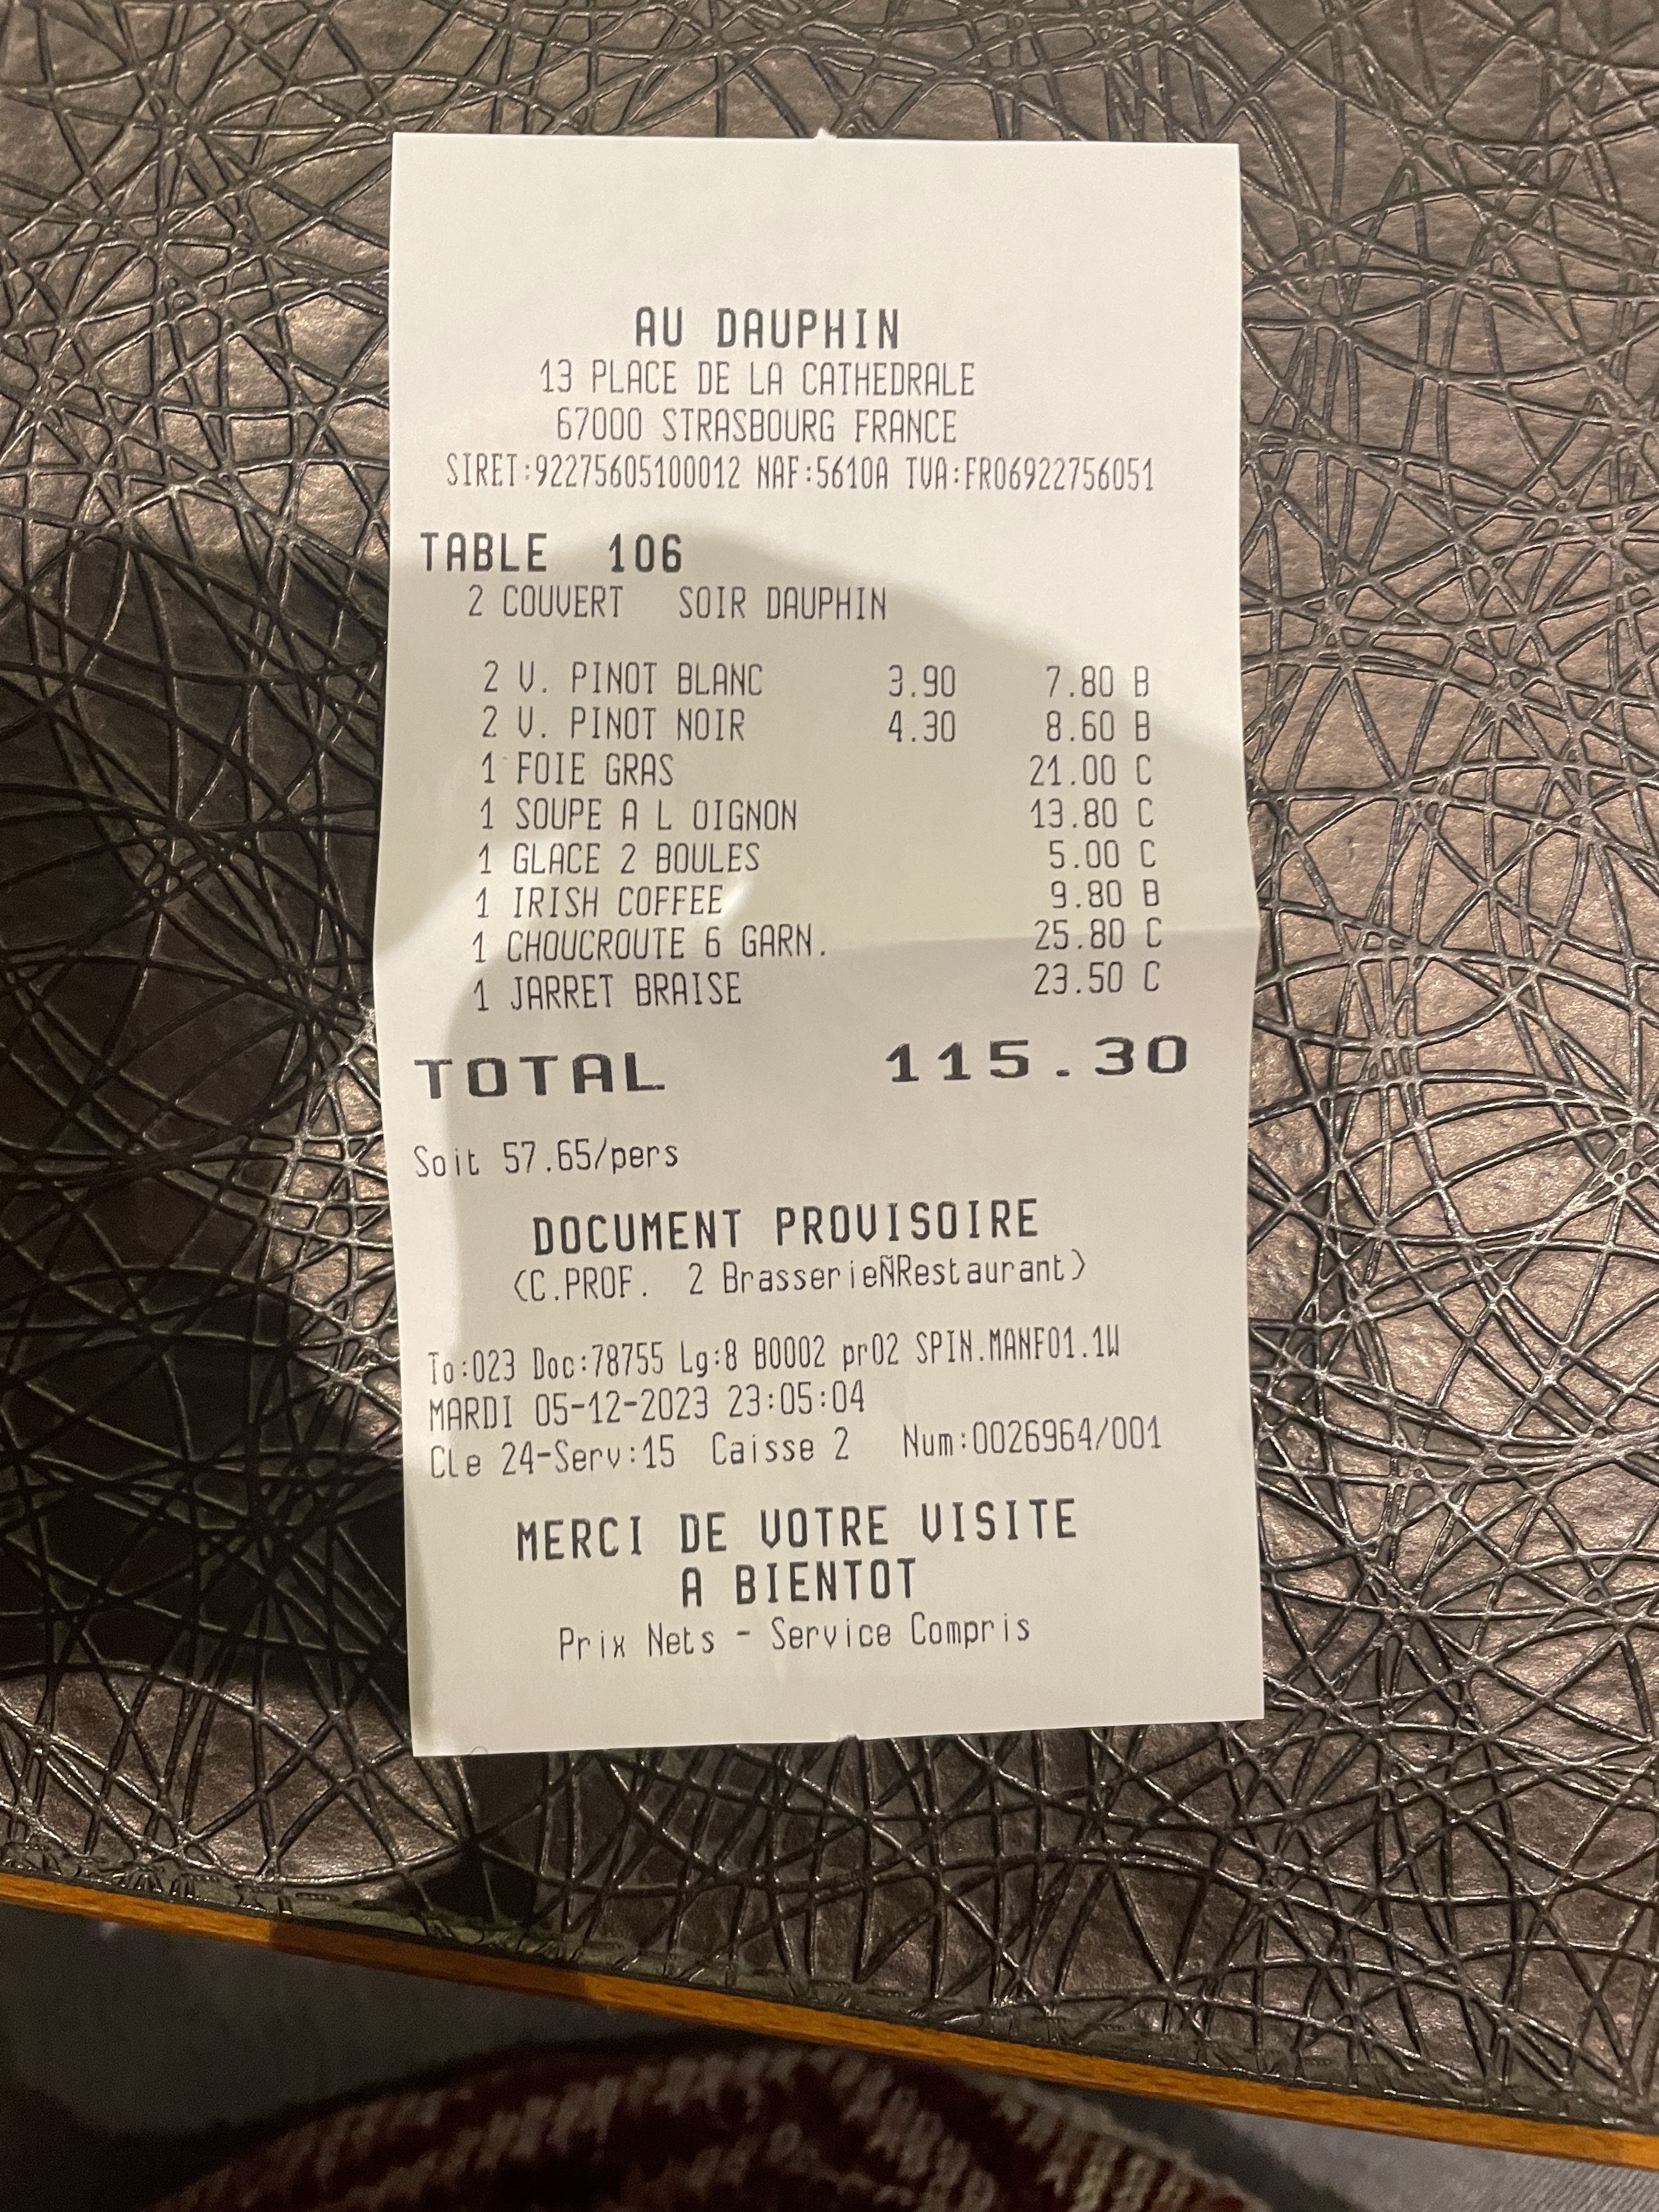 AU DAUPHIN
13 PLACE DE LA CATHEDRALE
67000 STRASBOURG FRANCE
SIRET:92275605100012 NAF:5610A TVA:FR06922756051
TABLE 106
2 COUVERT SOIR DAUPHIN
2 V. PINOT BLANC 3.90 7.80 B
2 V. PINOT NOIR 4.30 8.60 B
1 FOIE GRAS 21.00 C
1 SOUPE A L OIGNON 13.80 C
1 GLACE 2 BOULES 5.00 C
1 IRISH COFFEE 9.80 B
1 CHOUCROUTE 6 GARN. 25.80 C
1 JARRET BRAISE 23.50 C
TOTAL 115.30
Soit 57.65/pers
DOCUMENT PROVISOIRE
(C.PROF. 2 BrasserieÑRestaurant)
To:023 Doc:78755 Lg:8 B0002 pr02 SPIN.MANF01.1W
MARDI 05-12-2023 23:05:04
Cle 24-Serv:15 Caisse 2 Num:0026964/001
MERCI DE VOTRE VISITE
A BIENTOT
Prix Nets - Service Compris